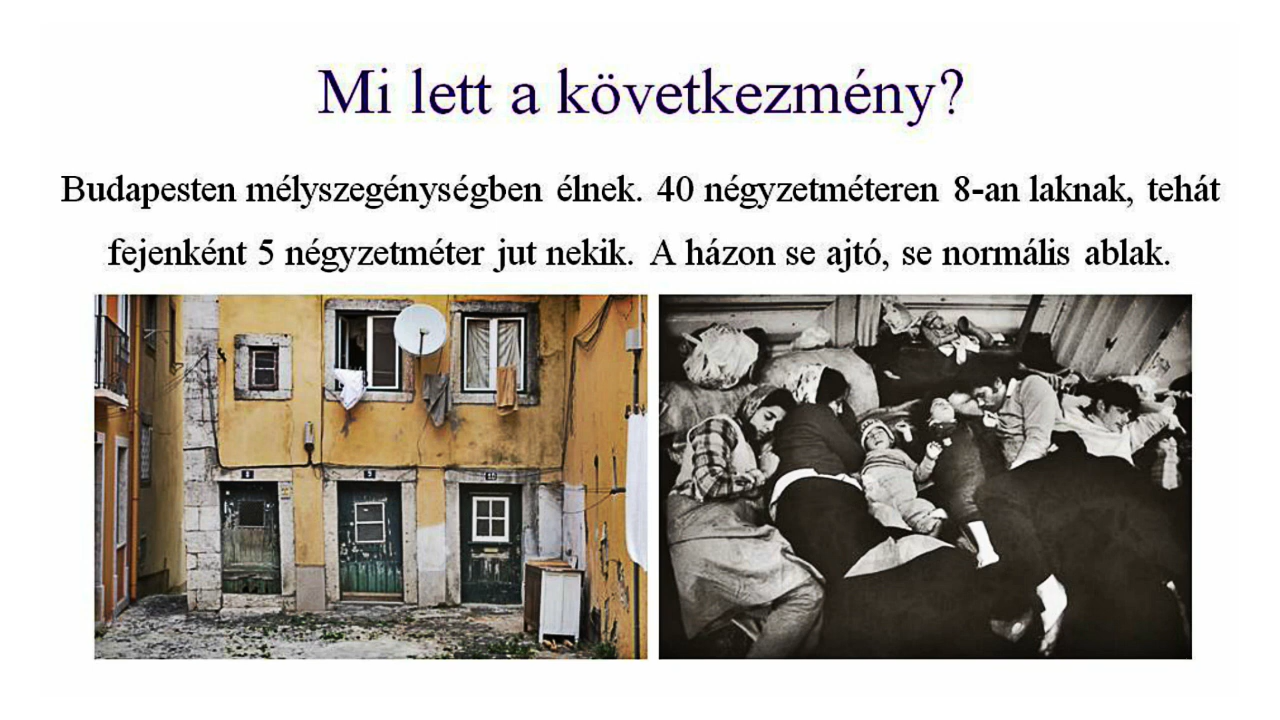 Mi lett a következmény?
Budapesten mélyszegénységben élnek. 40 négyzetméteren 8-an laknak, tehát
fejenként 5 négyzetméter jut nekik. A házon se ajtó, se normális ablak.